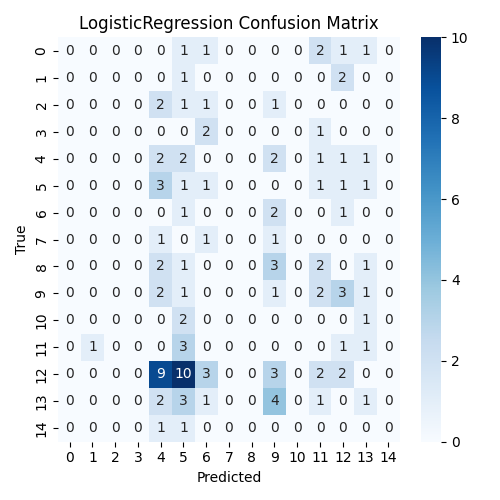 LogisticRegression Confusion Matrix
0 0 0 0 0 0 1 1 0 0 0 0 2 1 1 0
1 0 0 0 0 0 1 0 0 0 0 0 0 2 0 0
2 0 0 0 0 2 1 1 0 0 1 0 0 0 0 0
3 0 0 0 0 0 0 2 0 0 0 0 1 0 0 0
4 0 0 0 0 2 2 0 0 0 2 0 1 1 1 0
5 0 0 0 0 3 1 1 0 0 0 0 1 1 1 0
6 0 0 0 0 0 1 0 0 0 2 0 0 1 0 0
7 0 0 0 0 1 0 1 0 0 1 0 0 0 0 0
8 0 0 0 0 2 1 0 0 0 3 0 2 0 1 0
9 0 0 0 0 2 1 0 0 0 1 0 2 3 1 0
10 0 0 0 0 0 2 0 0 0 0 0 0 0 1 0
11 0 1 0 0 0 3 0 0 0 0 0 0 1 1 0
12 0 0 0 0 9 10 3 0 0 3 0 2 2 0 0
13 0 0 0 0 2 3 1 0 0 4 0 1 0 1 0
14 0 0 0 0 1 1 0 0 0 0 0 0 0 0 0
0 1 2 3 4 5 6 7 8 9 10 11 12 13 14
Predicted
True
10
8
6
4
2
0